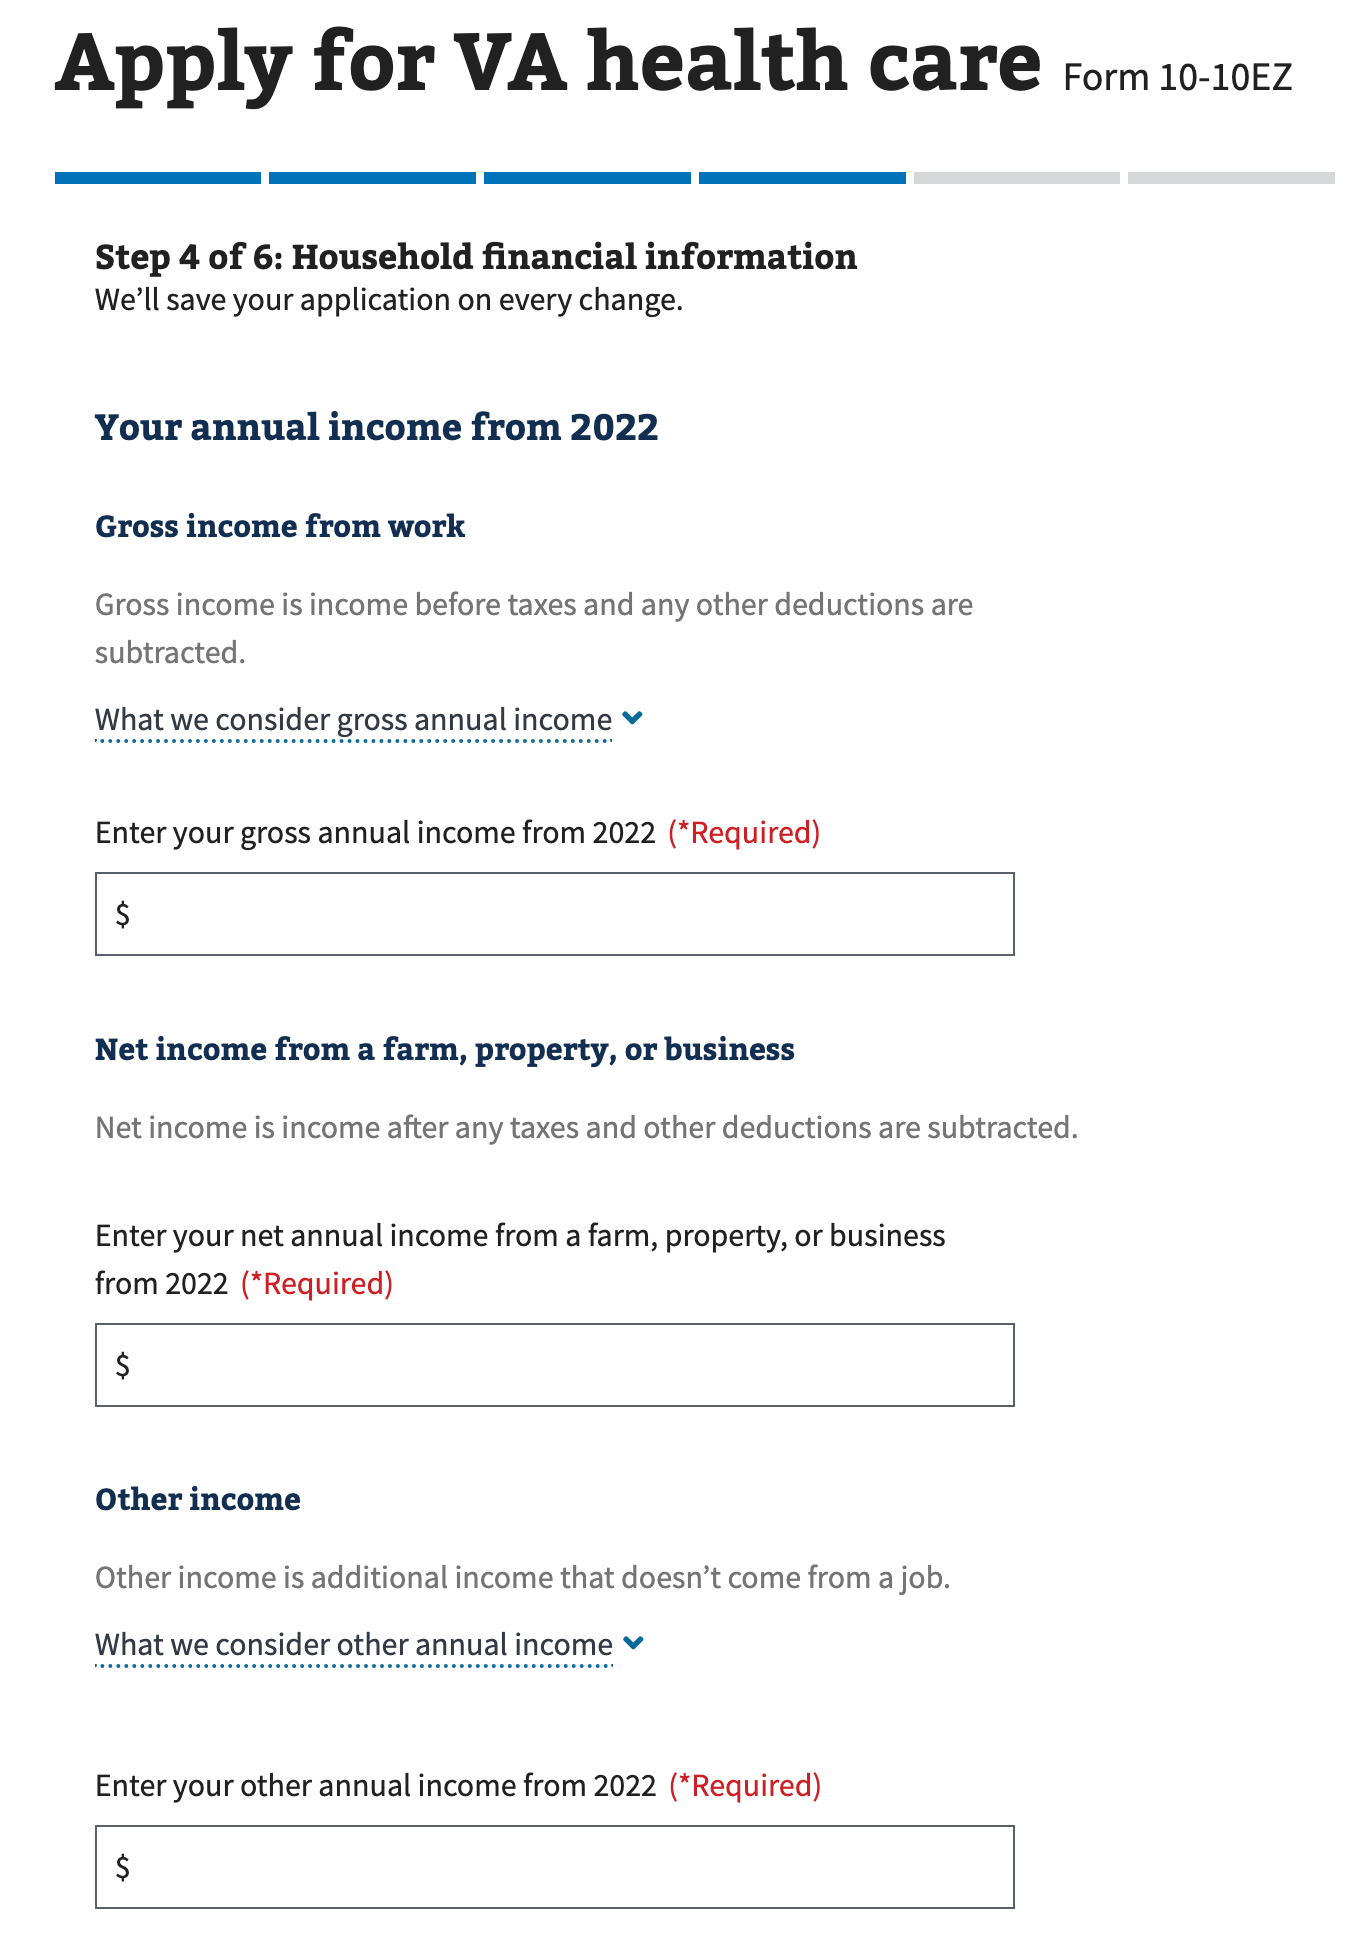 Apply for VA health care Form 10-10EZ
Step 4 of 6: Household financial information
We’ll save your application on every change.
Your annual income from 2022
Gross income from work
Gross income is income before taxes and any other deductions are
subtracted.
What we consider gross annual income
Enter your gross annual income from 2022 (*Required)
$
Net income from a farm, property, or business
Net income is income after any taxes and other deductions are subtracted.
Enter your net annual income from a farm, property, or business
from 2022 (*Required)
$
Other income
Other income is additional income that doesn’t come from a job.
What we consider other annual income
Enter your other annual income from 2022 (*Required)
$